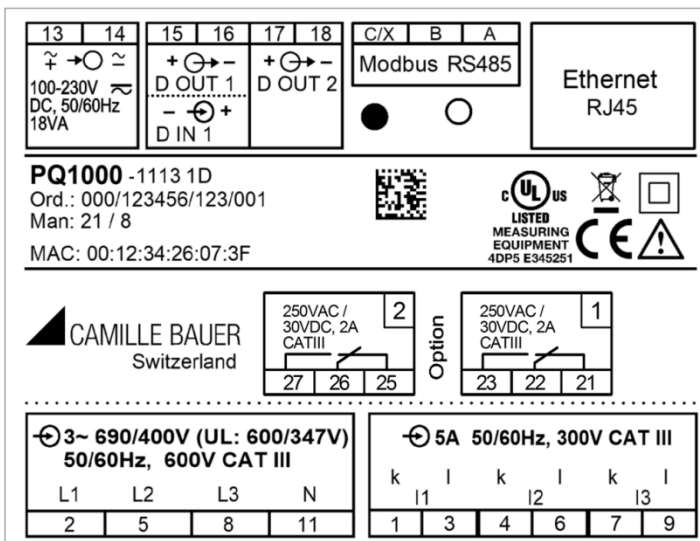 13 14
100-230V
DC, 50/60Hz
18VA
15 16
+ -
D OUT 1
- +
D IN 1
17 18
+ -
D OUT 2
C/X B A
Modbus RS485
Ethernet
RJ45
PQ1000 -1113 1D
Ord.: 000/123456/123/001
Man: 21 / 8
MAC: 00:12:34:26:07:3F
C UL US
LISTED
MEASURING
EQUIPMENT
4DP5 E345251
CE
CAMILLE BAUER
Switzerland
250VAC /
30VDC, 2A
CATIII
2
27 26 25
Option
250VAC /
30VDC, 2A
CATIII
1
23 22 21
3~ 690/400V (UL: 600/347V)
50/60Hz, 600V CAT III
L1 L2 L3 N
2 5 8 11
5A 50/60Hz, 300V CAT III
k l k l k l
I1 I2 I3
1 3 4 6 7 9